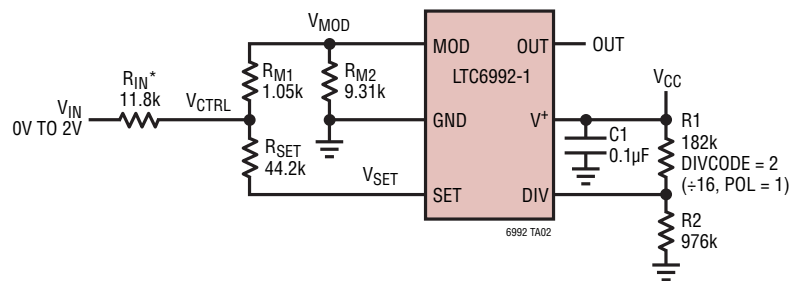 VMOD
RIN*
11.8k
VIN
0V TO 2V
VCTRL
RM1
1.05k
RM2
9.31k
RSET
44.2k
VSET
MOD
OUT
LTC6992-1
GND
V+
SET
DIV
OUT
VCC
C1
0.1µF
R1
182k
DIVCODE = 2
(÷16, POL = 1)
R2
976k
6992 TA02